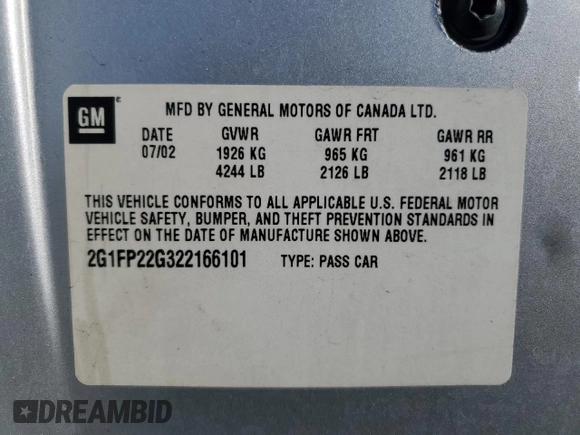 GM
MFD BY GENERAL MOTORS OF CANADA LTD.
DATE GVWR GAWR FRT GAWR RR
07/02 1926 KG 965 KG 961 KG
4244 LB 2126 LB 2118 LB
THIS VEHICLE CONFORMS TO ALL APPLICABLE U.S. FEDERAL MOTOR
VEHICLE SAFETY, BUMPER, AND THEFT PREVENTION STANDARDS IN
EFFECT ON THE DATE OF MANUFACTURE SHOWN ABOVE.
2G1FP22G322166101 TYPE: PASS CAR
DREAMBID